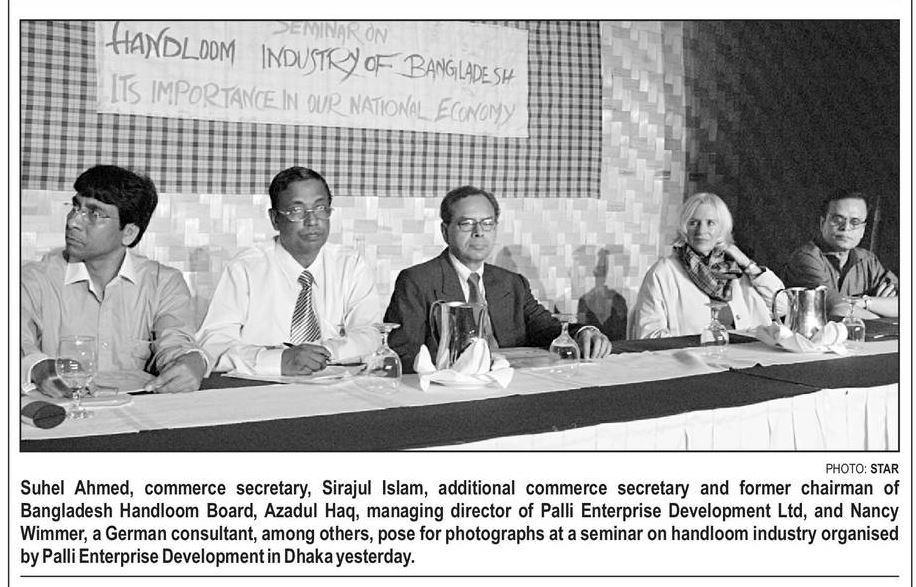 SEMINAR ON
HANDLOOM INDUSTRY OF BANGLADESH
ITS IMPORTANCE IN OUR NATIONAL ECONOMY
PHOTO: STAR
Suhel Ahmed, commerce secretary, Sirajul Islam, additional commerce secretary and former chairman of
Bangladesh Handloom Board, Azadul Haq, managing director of Palli Enterprise Development Ltd, and Nancy
Wimmer, a German consultant, among others, pose for photographs at a seminar on handloom industry organised
by Palli Enterprise Development in Dhaka yesterday.